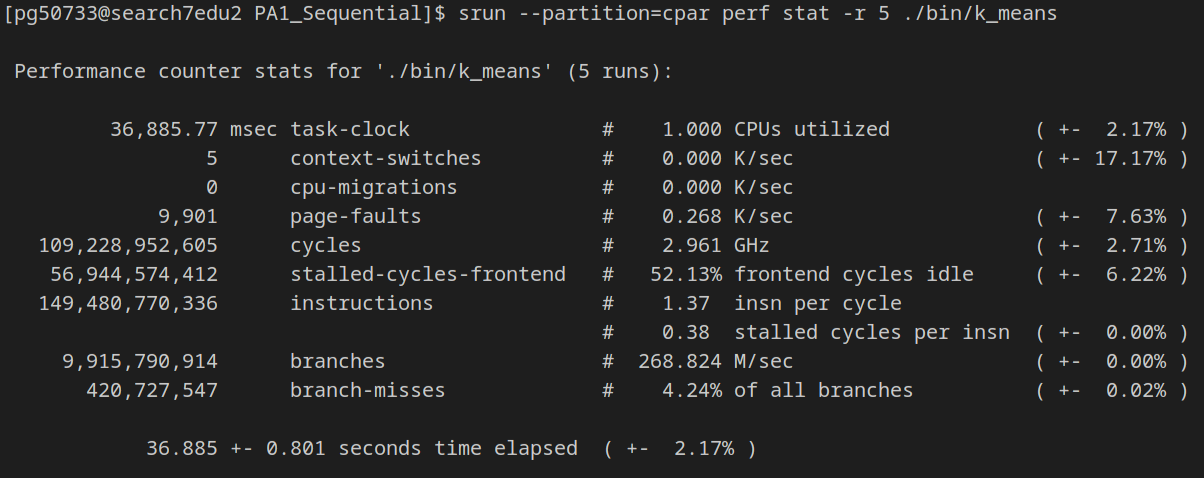 [pg50733@search7edu2 PA1_Sequential]$ srun --partition=cpar perf stat -r 5 ./bin/k_means
Performance counter stats for './bin/k_means' (5 runs):
36,885.77 msec task-clock # 1.000 CPUs utilized ( +- 2.17% )
5 context-switches # 0.000 K/sec ( +- 17.17% )
0 cpu-migrations # 0.000 K/sec
9,901 page-faults # 0.268 K/sec ( +- 7.63% )
109,228,952,605 cycles # 2.961 GHz ( +- 2.71% )
56,944,574,412 stalled-cycles-frontend # 52.13% frontend cycles idle ( +- 6.22% )
149,480,770,336 instructions # 1.37 insn per cycle
# 0.38 stalled cycles per insn ( +- 0.00% )
9,915,790,914 branches # 268.824 M/sec ( +- 0.00% )
420,727,547 branch-misses # 4.24% of all branches ( +- 0.02% )
36.885 +- 0.801 seconds time elapsed ( +- 2.17% )